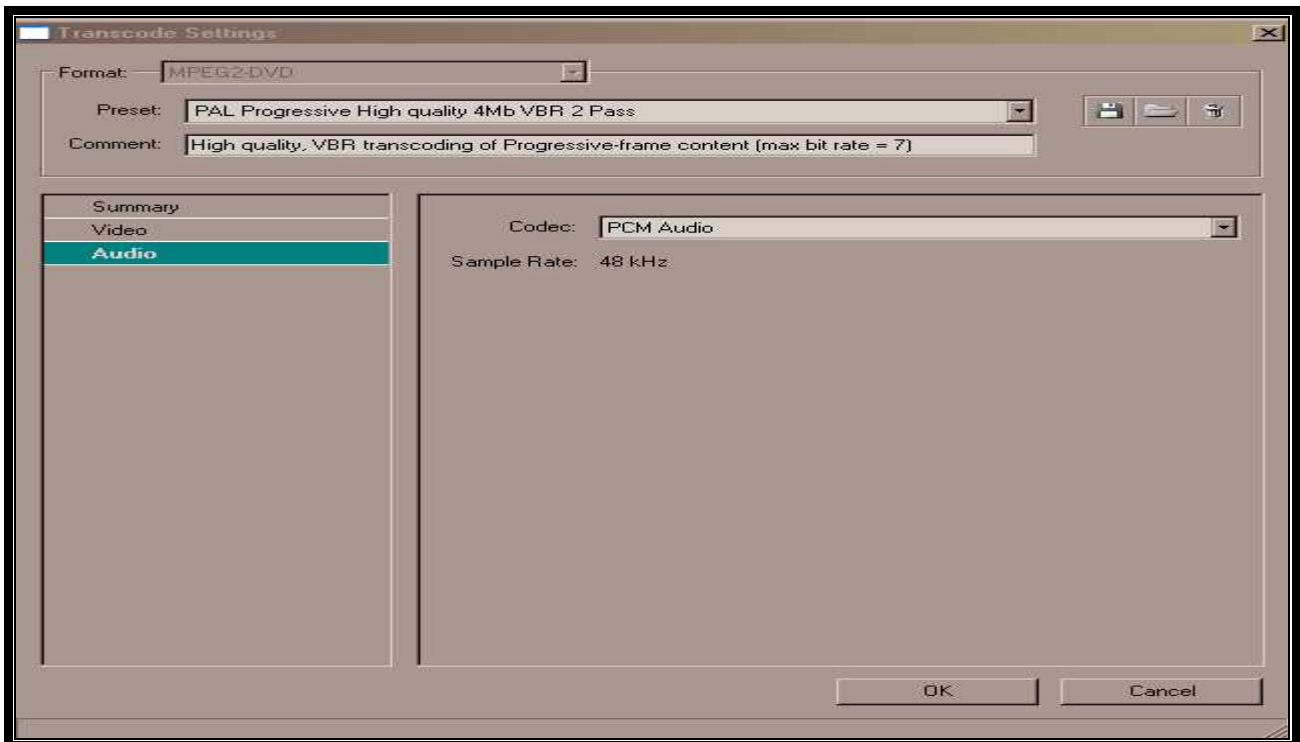 Transcode Settings
Format: MPEG2-DVD
Preset: PAL Progressive High quality 4Mb VBR 2 Pass
Comment: High quality, VBR transcoding of Progressive-frame content (max bit rate = 7)
Summary
Video
Audio
Codec: PCM Audio
Sample Rate: 48 kHz
OK Cancel